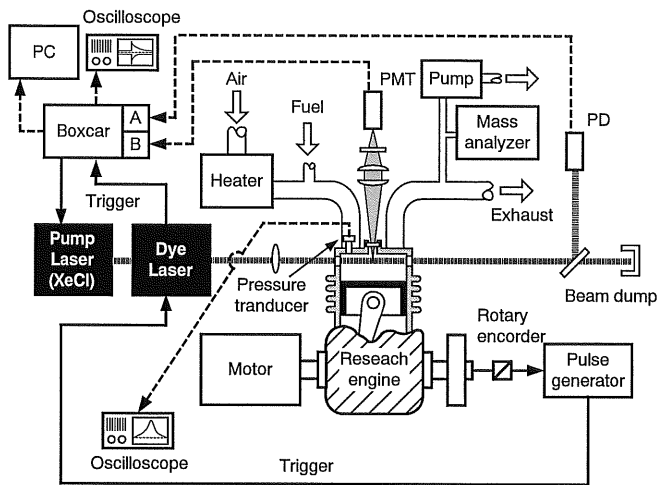 Oscilloscope
PC
PMT
Pump
Air
Fuel
A
Boxcar
B
PD
Mass
analyzer
Heater
Trigger
Exhaust
Pump
Laser
(XeCl)
Dye
Laser
Pressure
tranducer
Beam dump
Rotary
encorder
Motor
Reseach
engine
Pulse
generator
Oscilloscope
Trigger